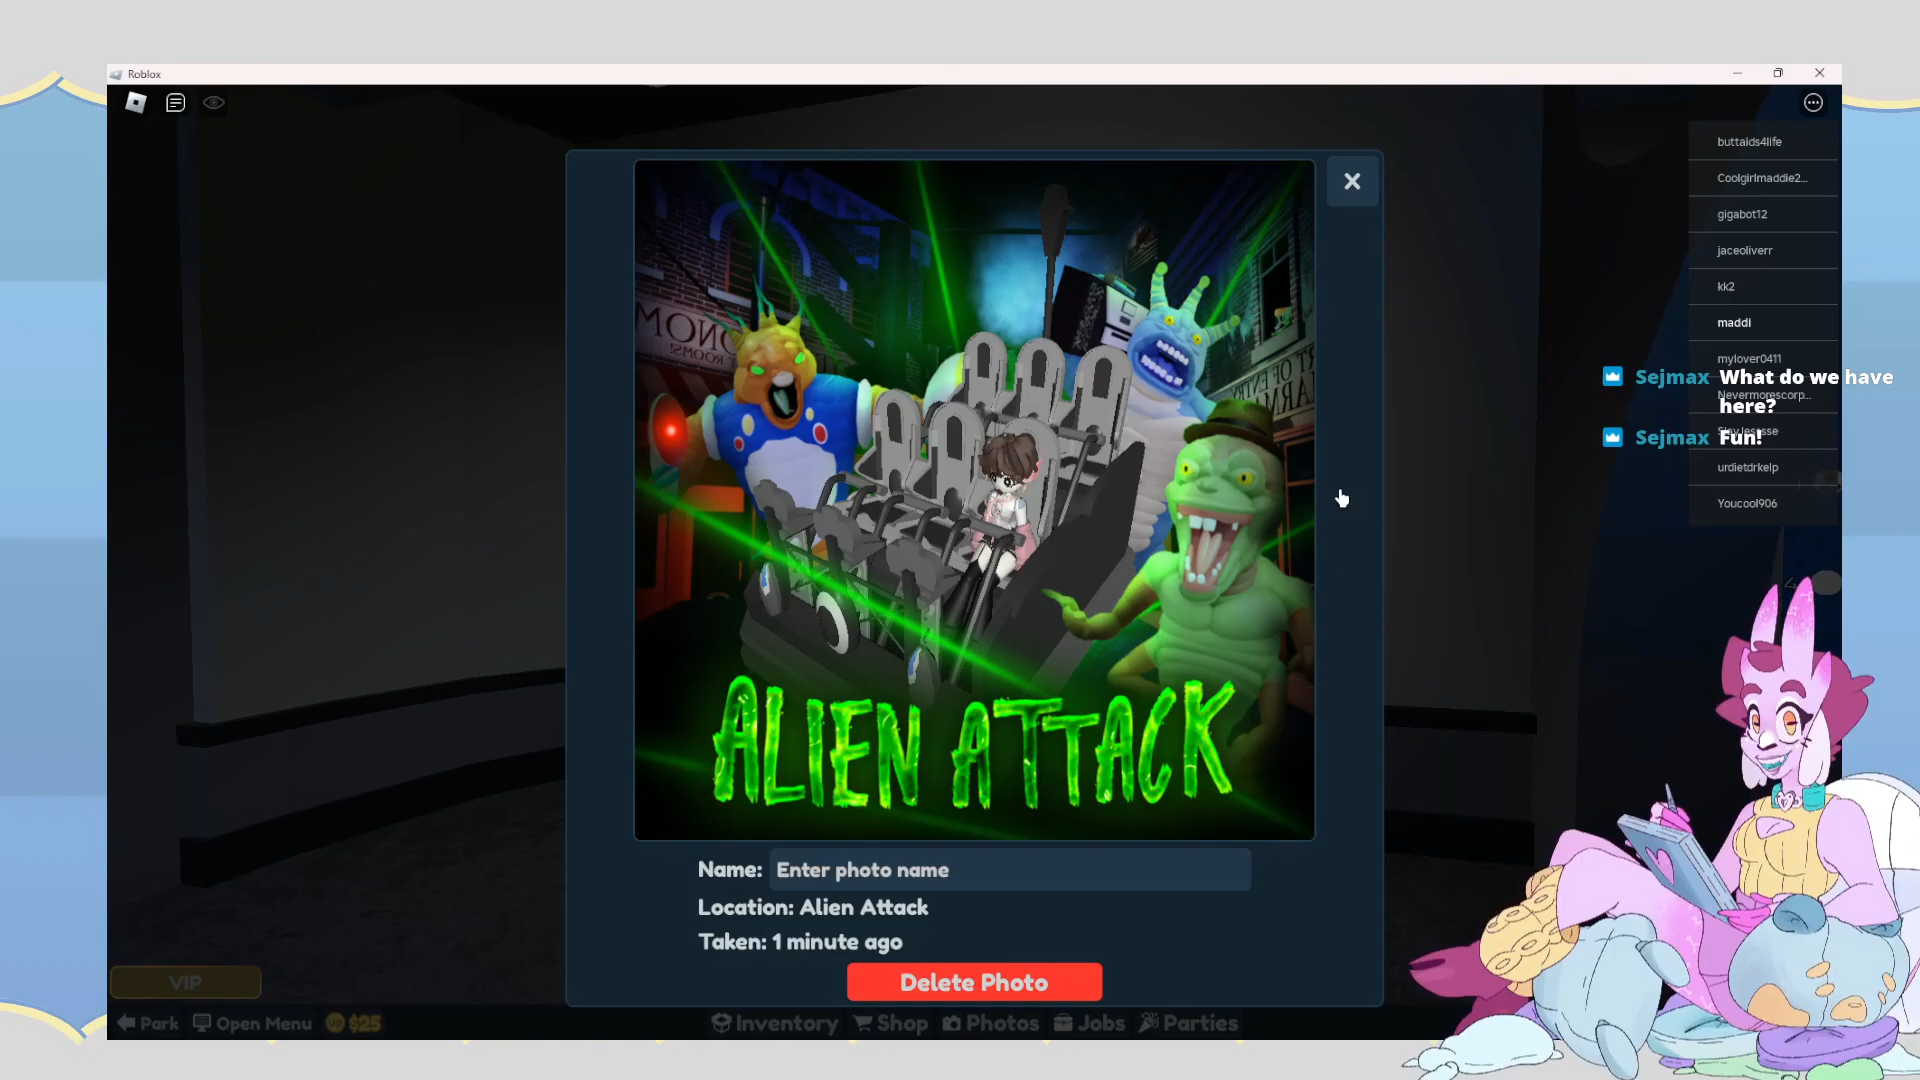 Roblox
buttalds4life
Coolgirlmaddie2...
gigabot12
jaceoliverr
kk2
maddi
mylover0411
Sejmax What do we have
here?
Nevermorescorp...
Sejmax Fun!
urdietdrkelp
Youcool906
ALIEN ATTACK
Name: Enter photo name
Location: Alien Attack
Taken: 1 minute ago
Delete Photo
VIP
Park Open Menu $25 Inventory Shop Photos Jobs Parties